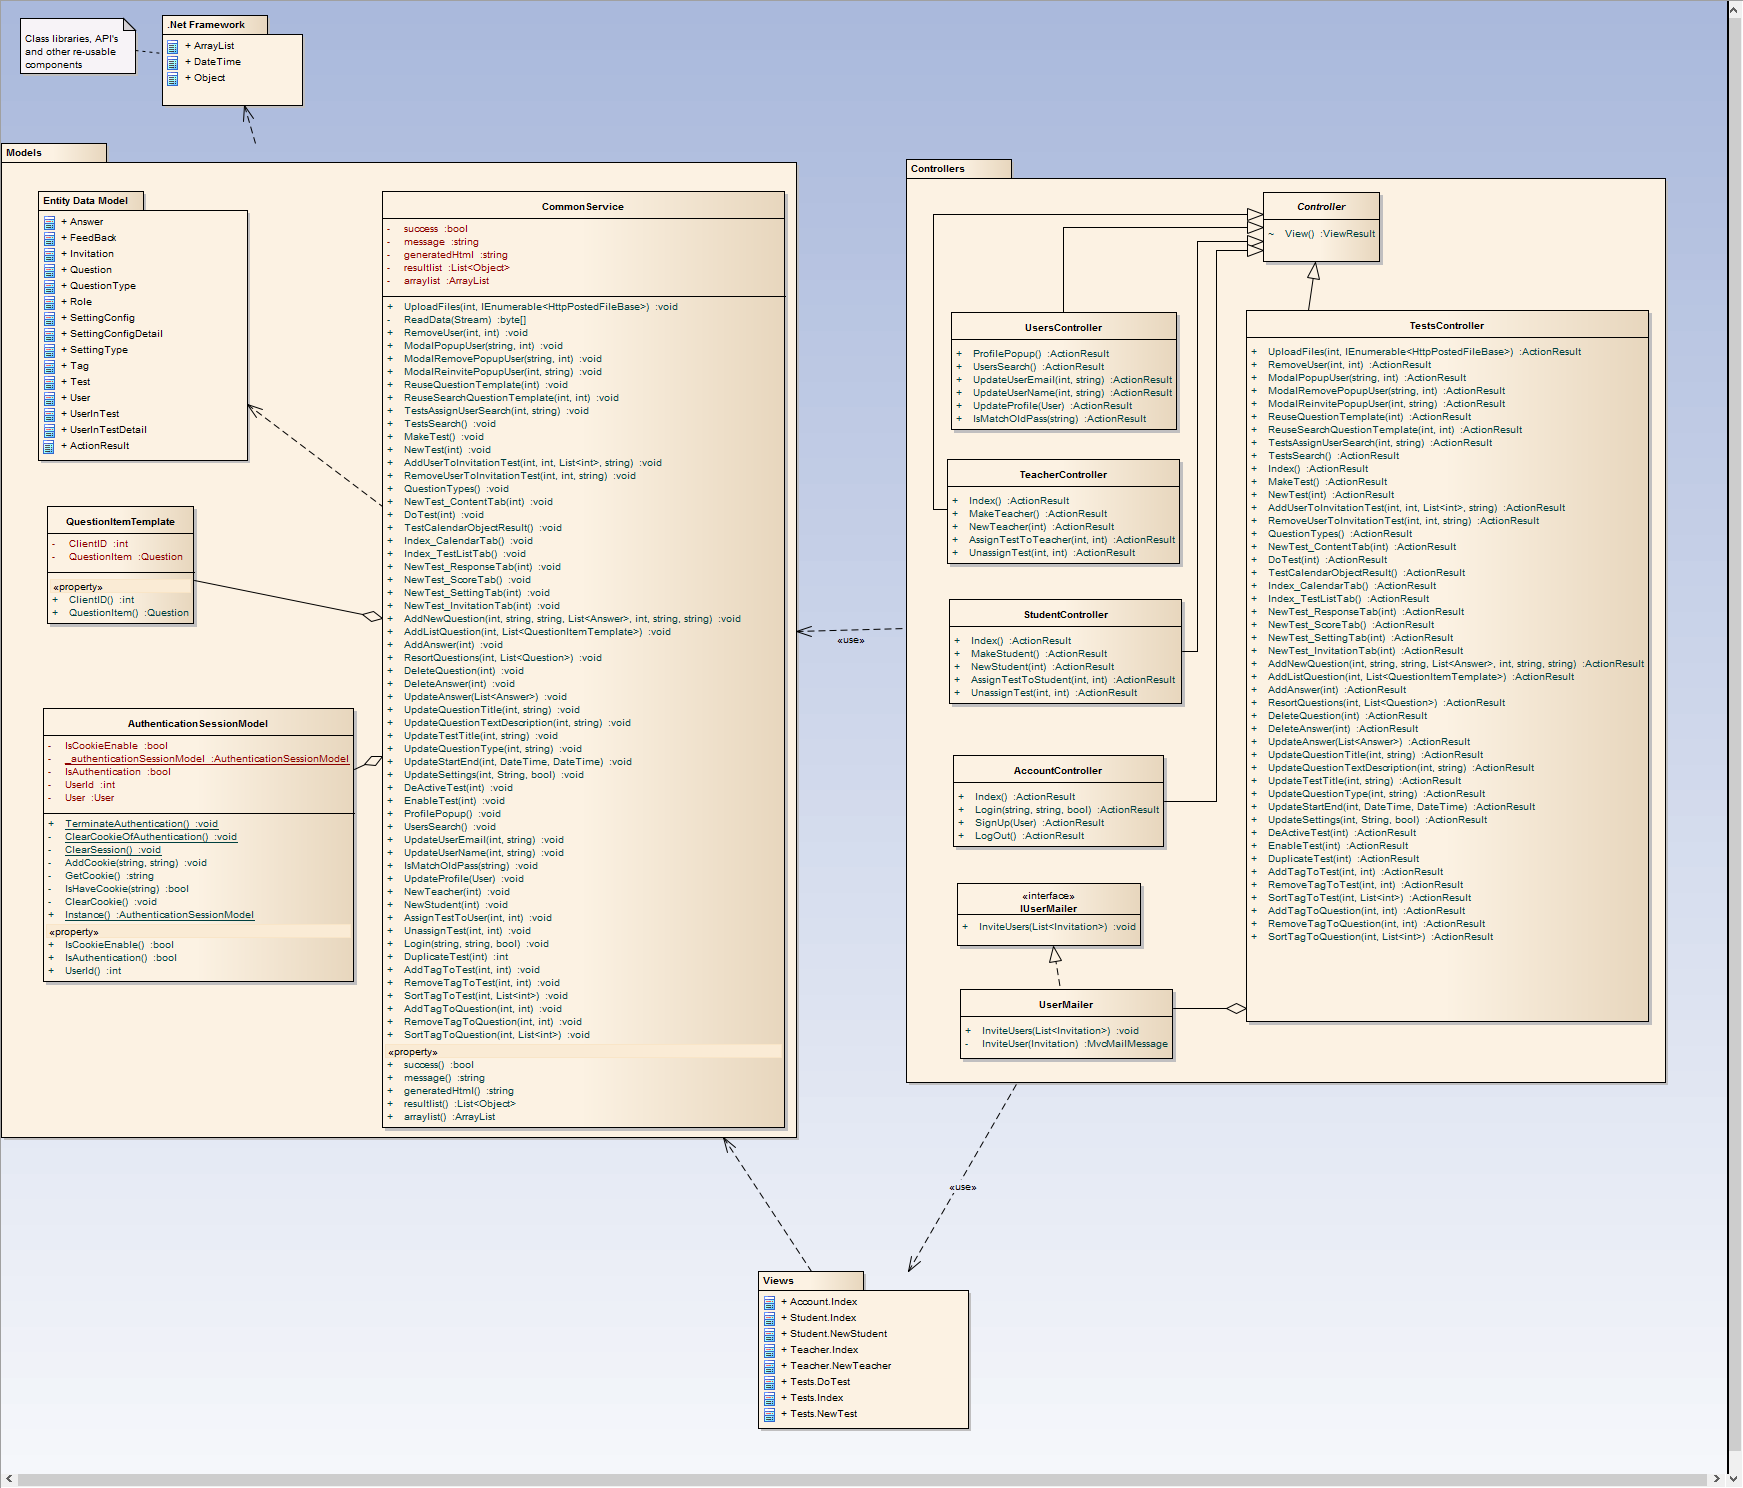 Class libraries, API's
and other re-usable
components
.Net Framework
+ ArrayList
+ DateTime
+ Object
Models
Entity Data Model
+ Answer
+ FeedBack
+ Invitation
+ Question
+ QuestionType
+ Role
+ SettingConfig
+ SettingConfigDetail
+ SettingType
+ Tag
+ Test
+ User
+ UserInTest
+ UserInTestDetail
+ ActionResult
QuestionItemTemplate
- ClientID :int
- QuestionItem :Question
«property»
+ ClientID() :int
+ QuestionItem() :Question
AuthenticationSessionModel
- IsCookieEnable :bool
- _authenticationSessionModel :AuthenticationSessionModel
- IsAuthentication :bool
- UserId :int
- User :User
+ TerminateAuthentication() :void
- ClearCookieOfAuthentication() :void
- ClearSession() :void
- AddCookie(string, string) :void
- GetCookie() :string
- IsHaveCookie(string) :bool
- ClearCookie() :void
+ Instance() :AuthenticationSessionModel
«property»
+ IsCookieEnable() :bool
+ IsAuthentication() :bool
+ UserId() :int
CommonService
- success :bool
- message :string
- generatedHtml :string
- resultlist :List<Object>
- arraylist :ArrayList
+ UploadFiles(int, IEnumerable<HttpPostedFileBase>) :void
- ReadData(Stream) :byte[]
+ RemoveUser(int, int) :void
+ ModalPopupUser(string, int) :void
+ ModalRemovePopupUser(string, int) :void
+ ModalReinvitePopupUser(int, string) :void
+ ReuseQuestionTemplate(int) :void
+ ReuseSearchQuestionTemplate(int, int) :void
+ TestsAssignUserSearch(int, string) :void
+ TestsSearch() :void
+ MakeTest() :void
+ NewTest(int) :void
+ AddUserToInvitationTest(int, int, List<int>, string) :void
+ RemoveUserToInvitationTest(int, int, string) :void
+ QuestionTypes() :void
+ NewTest_ContentTab(int) :void
+ DoTest(int) :void
+ TestCalendarObjectResult() :void
+ Index_CalendarTab() :void
+ Index_TestListTab() :void
+ NewTest_ResponseTab(int) :void
+ NewTest_ScoreTab() :void
+ NewTest_SettingTab(int) :void
+ NewTest_InvitationTab(int) :void
+ AddNewQuestion(int, string, string, List<Answer>, int, string, string) :void
+ AddListQuestion(int, List<QuestionItemTemplate>) :void
+ AddAnswer(int) :void
+ ResortQuestions(int, List<Question>) :void
+ DeleteQuestion(int) :void
+ DeleteAnswer(int) :void
+ UpdateAnswer(List<Answer>) :void
+ UpdateQuestionTitle(int, string) :void
+ UpdateQuestionTextDescription(int, string) :void
+ UpdateTestTitle(int, string) :void
+ UpdateQuestionType(int, string) :void
+ UpdateStartEnd(int, DateTime, DateTime) :void
+ UpdateSettings(int, String, bool) :void
+ DeActiveTest(int) :void
+ EnableTest(int) :void
+ ProfilePopup() :void
+ UsersSearch() :void
+ UpdateUserEmail(int, string) :void
+ UpdateUserName(int, string) :void
+ IsMatchOldPass(string) :void
+ UpdateProfile(User) :void
+ NewTeacher(int) :void
+ NewStudent(int) :void
+ AssignTestToUser(int, int) :void
+ UnassignTest(int, int) :void
+ Login(string, string, bool) :void
+ DuplicateTest(int) :int
+ AddTagToTest(int, int) :void
+ RemoveTagToTest(int, int) :void
+ SortTagToTest(int, List<int>) :void
+ AddTagToQuestion(int, int) :void
+ RemoveTagToQuestion(int, int) :void
+ SortTagToQuestion(int, List<int>) :void
«property»
+ success() :bool
+ message() :string
+ generatedHtml() :string
+ resultlist() :List<Object>
+ arraylist() :ArrayList
«use»
Controllers
Controller
~ View() :ViewResult
UsersController
+ ProfilePopup() :ActionResult
+ UsersSearch() :ActionResult
+ UpdateUserEmail(int, string) :ActionResult
+ UpdateUserName(int, string) :ActionResult
+ UpdateProfile(User) :ActionResult
+ IsMatchOldPass(string) :ActionResult
TeacherController
+ Index() :ActionResult
+ MakeTeacher() :ActionResult
+ NewTeacher(int) :ActionResult
+ AssignTestToTeacher(int, int) :ActionResult
+ UnassignTest(int, int) :ActionResult
StudentController
+ Index() :ActionResult
+ MakeStudent() :ActionResult
+ NewStudent(int) :ActionResult
+ AssignTestToStudent(int, int) :ActionResult
+ UnassignTest(int, int) :ActionResult
AccountController
+ Index() :ActionResult
+ Login(string, string, bool) :ActionResult
+ SignUp(User) :ActionResult
+ LogOut() :ActionResult
«interface»
IUserMailer
+ InviteUsers(List<Invitation>) :void
UserMailer
+ InviteUsers(List<Invitation>) :void
- InviteUser(Invitation) :MvcMailMessage
TestsController
+ UploadFiles(int, IEnumerable<HttpPostedFileBase>) :ActionResult
+ RemoveUser(int, int) :ActionResult
+ ModalPopupUser(string, int) :ActionResult
+ ModalRemovePopupUser(string, int) :ActionResult
+ ModalReinvitePopupUser(int, string) :ActionResult
+ ReuseQuestionTemplate(int) :ActionResult
+ ReuseSearchQuestionTemplate(int, int) :ActionResult
+ TestsAssignUserSearch(int, string) :ActionResult
+ TestsSearch() :ActionResult
+ Index() :ActionResult
+ MakeTest() :ActionResult
+ NewTest(int) :ActionResult
+ AddUserToInvitationTest(int, int, List<int>, string) :ActionResult
+ RemoveUserToInvitationTest(int, int, string) :ActionResult
+ QuestionTypes() :ActionResult
+ NewTest_ContentTab(int) :ActionResult
+ DoTest(int) :ActionResult
+ TestCalendarObjectResult() :ActionResult
+ Index_CalendarTab() :ActionResult
+ Index_TestListTab() :ActionResult
+ NewTest_ResponseTab(int) :ActionResult
+ NewTest_ScoreTab() :ActionResult
+ NewTest_SettingTab(int) :ActionResult
+ NewTest_InvitationTab(int) :ActionResult
+ AddNewQuestion(int, string, string, List<Answer>, int, string, string) :ActionResult
+ AddListQuestion(int, List<QuestionItemTemplate>) :ActionResult
+ AddAnswer(int) :ActionResult
+ ResortQuestions(int, List<Question>) :ActionResult
+ DeleteQuestion(int) :ActionResult
+ DeleteAnswer(int) :ActionResult
+ UpdateAnswer(List<Answer>) :ActionResult
+ UpdateQuestionTitle(int, string) :ActionResult
+ UpdateQuestionTextDescription(int, string) :ActionResult
+ UpdateTestTitle(int, string) :ActionResult
+ UpdateQuestionType(int, string) :ActionResult
+ UpdateStartEnd(int, DateTime, DateTime) :ActionResult
+ UpdateSettings(int, String, bool) :ActionResult
+ DeActiveTest(int) :ActionResult
+ EnableTest(int) :ActionResult
+ DuplicateTest(int) :ActionResult
+ AddTagToTest(int, int) :ActionResult
+ RemoveTagToTest(int, int) :ActionResult
+ SortTagToTest(int, List<int>) :ActionResult
+ AddTagToQuestion(int, int) :ActionResult
+ RemoveTagToQuestion(int, int) :ActionResult
+ SortTagToQuestion(int, List<int>) :ActionResult
«use»
Views
+ Account.Index
+ Student.Index
+ Student.NewStudent
+ Teacher.Index
+ Teacher.NewTeacher
+ Tests.DoTest
+ Tests.Index
+ Tests.NewTest